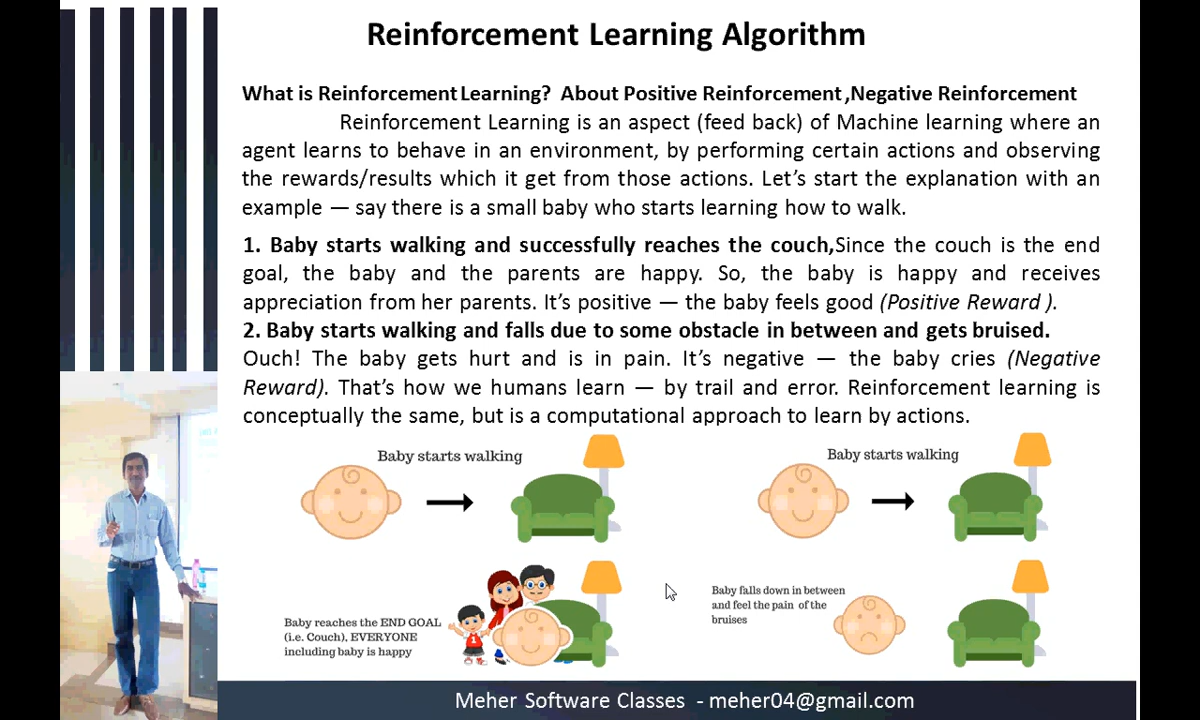 Reinforcement Learning Algorithm
What is Reinforcement Learning? About Positive Reinforcement ,Negative Reinforcement
Reinforcement Learning is an aspect (feed back) of Machine learning where an
agent learns to behave in an environment, by performing certain actions and observing
the rewards/results which it get from those actions. Let’s start the explanation with an
example — say there is a small baby who starts learning how to walk.
1. Baby starts walking and successfully reaches the couch,Since the couch is the end
goal, the baby and the parents are happy. So, the baby is happy and receives
appreciation from her parents. It’s positive — the baby feels good (Positive Reward ).
2. Baby starts walking and falls due to some obstacle in between and gets bruised.
Ouch! The baby gets hurt and is in pain. It’s negative — the baby cries (Negative
Reward). That’s how we humans learn — by trail and error. Reinforcement learning is
conceptually the same, but is a computational approach to learn by actions.
Baby starts walking
Baby starts walking
Baby reaches the END GOAL
(i.e. Couch), EVERYONE
including baby is happy
1
Baby falls down in between
and feel the pain of the
bruises
Meher Software Classes - meher04@gmail.com